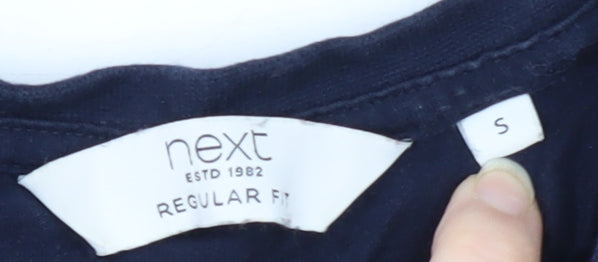 next
ESTD 1982
REGULAR FIT
S